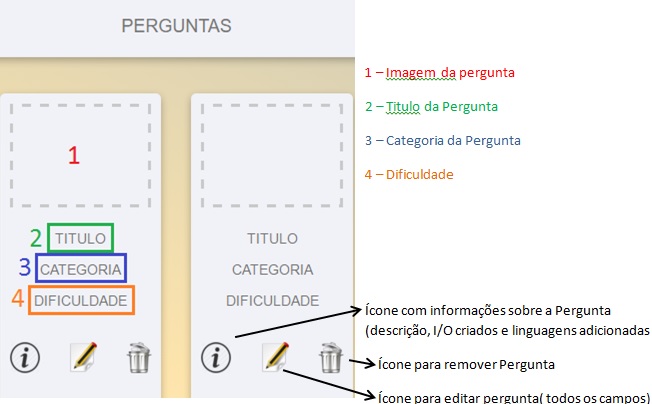 PERGUNTAS
1
2 TITULO
3 CATEGORIA
4 DIFICULDADE
TITULO
CATEGORIA
DIFICULDADE
1 – Imagem da pergunta
2 – Titulo da Pergunta
3 – Categoria da Pergunta
4 – Dificuldade
Ícone com informações sobre a Pergunta
(descrição, I/O criados e linguagens adicionadas
Ícone para remover Pergunta
Ícone para editar pergunta( todos os campos)